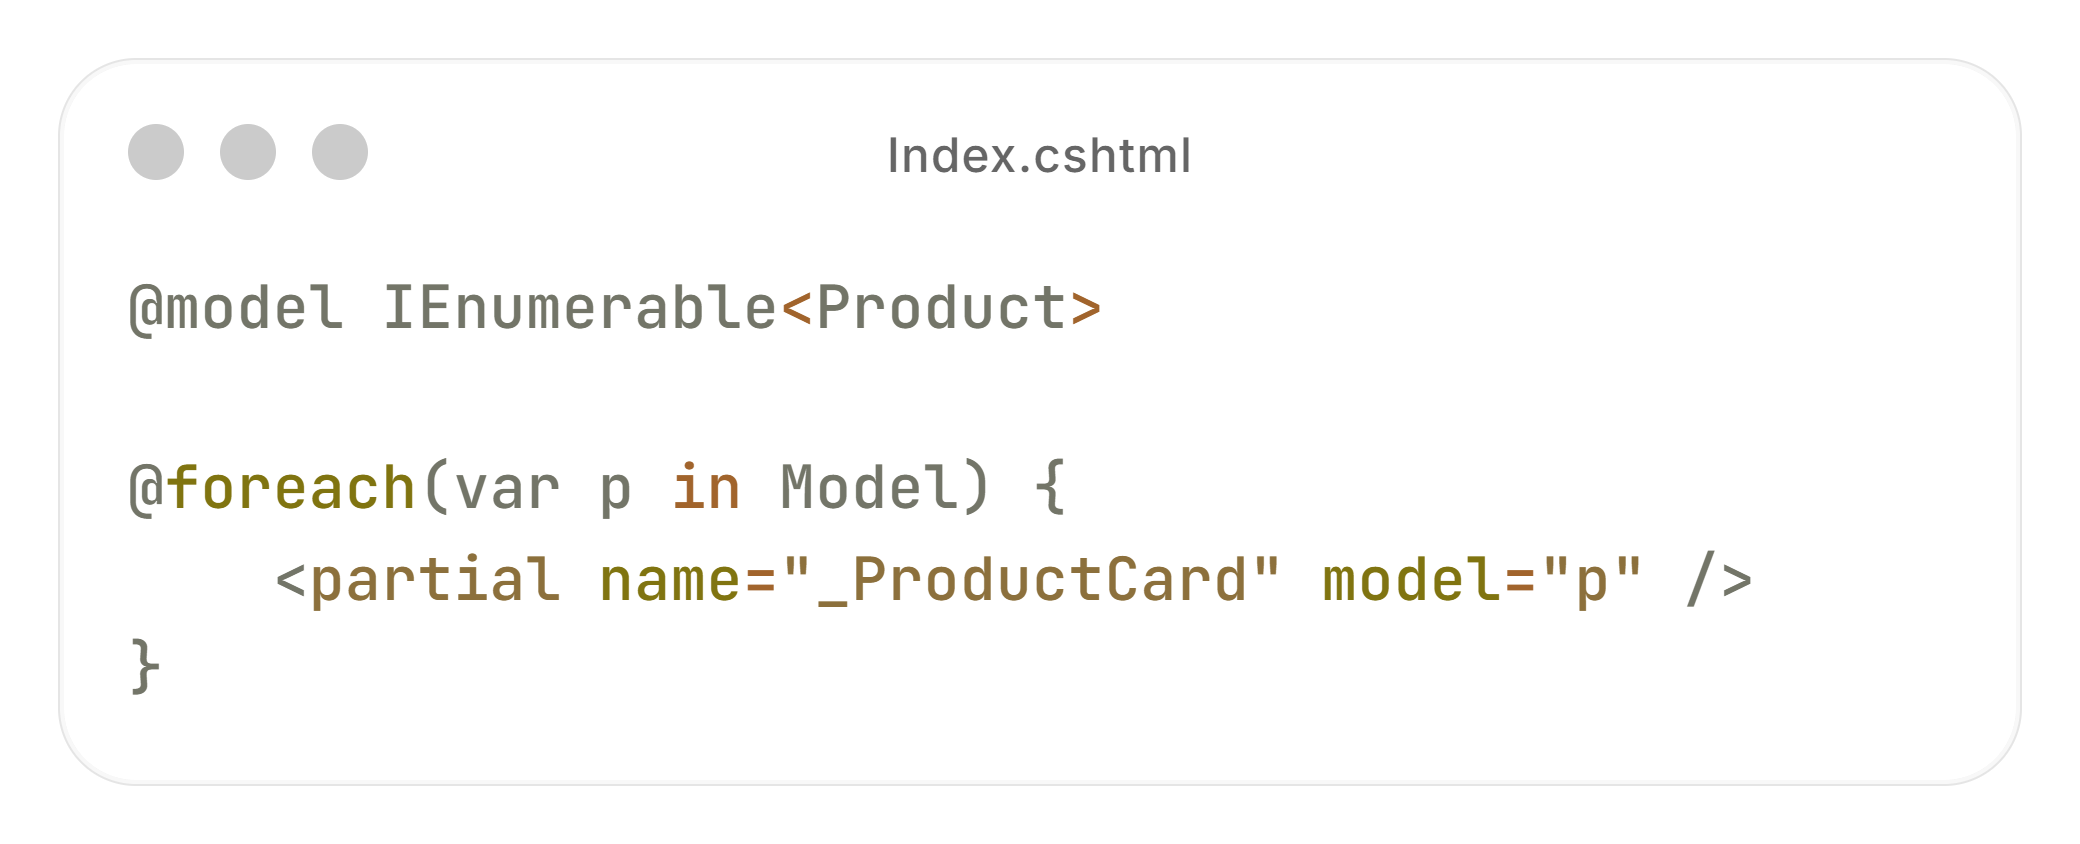 Index.cshtml
@model IEnumerable<Product>
@foreach(var p in Model) {
    <partial name="_ProductCard" model="p" />
}